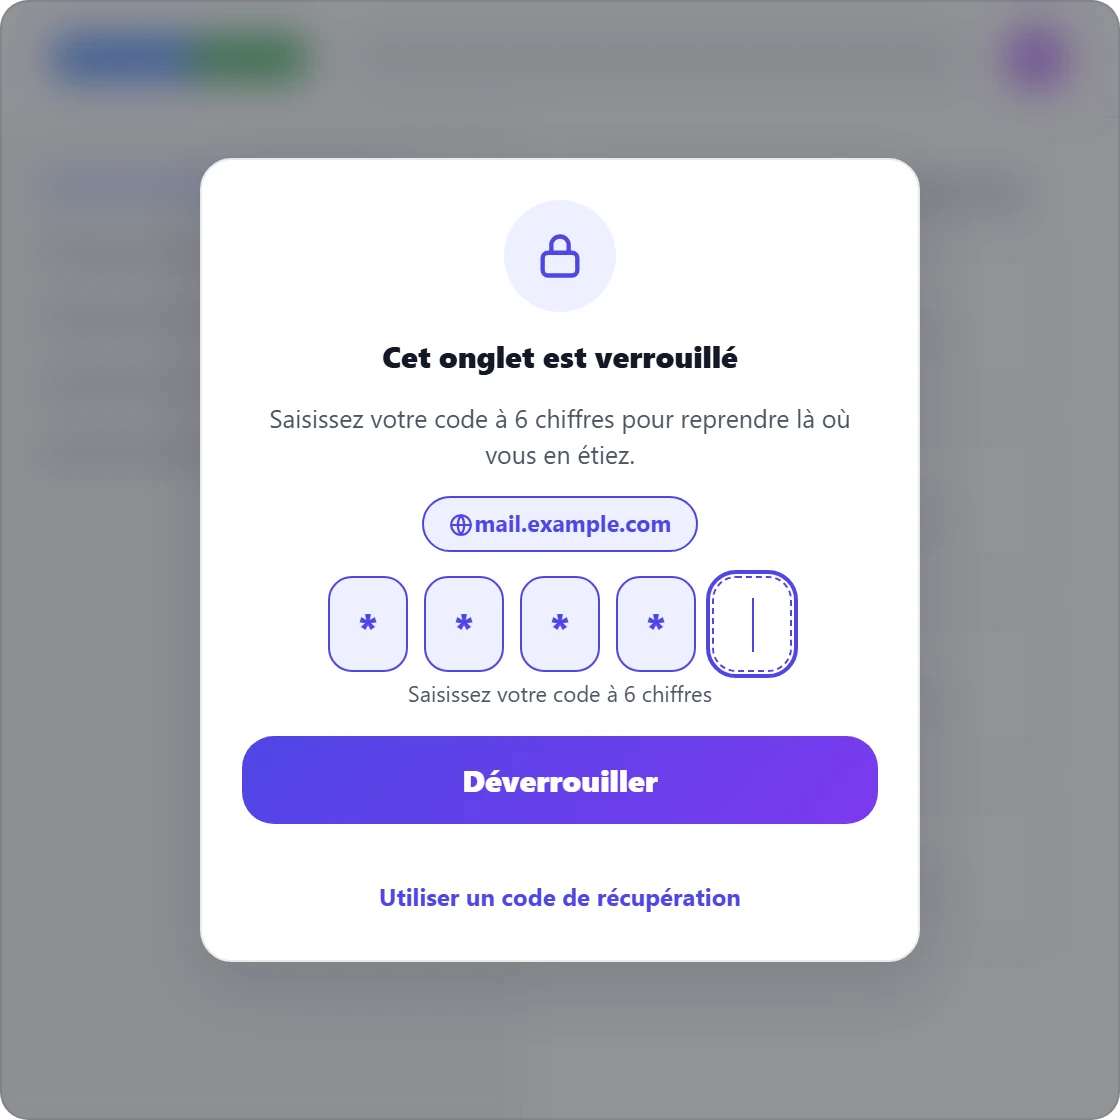 Cet onglet est verrouillé
Saisissez votre code à 6 chiffres pour reprendre là où
vous en étiez.
mail.example.com
* * * *
Saisissez votre code à 6 chiffres
Déverrouiller
Utiliser un code de récupération